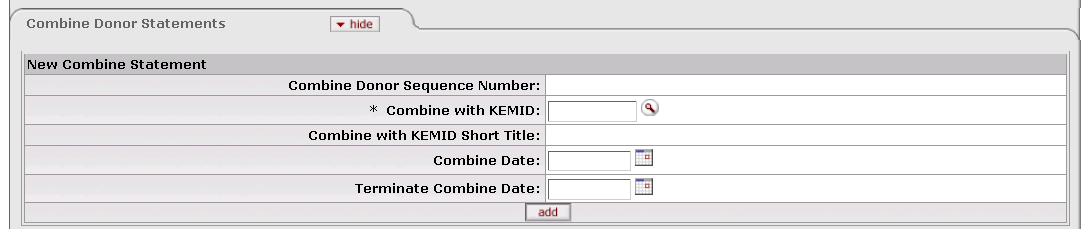 Combine Donor Statements hide
New Combine Statement
Combine Donor Sequence Number:
* Combine with KEMID:
Combine with KEMID Short Title:
Combine Date:
Terminate Combine Date:
add